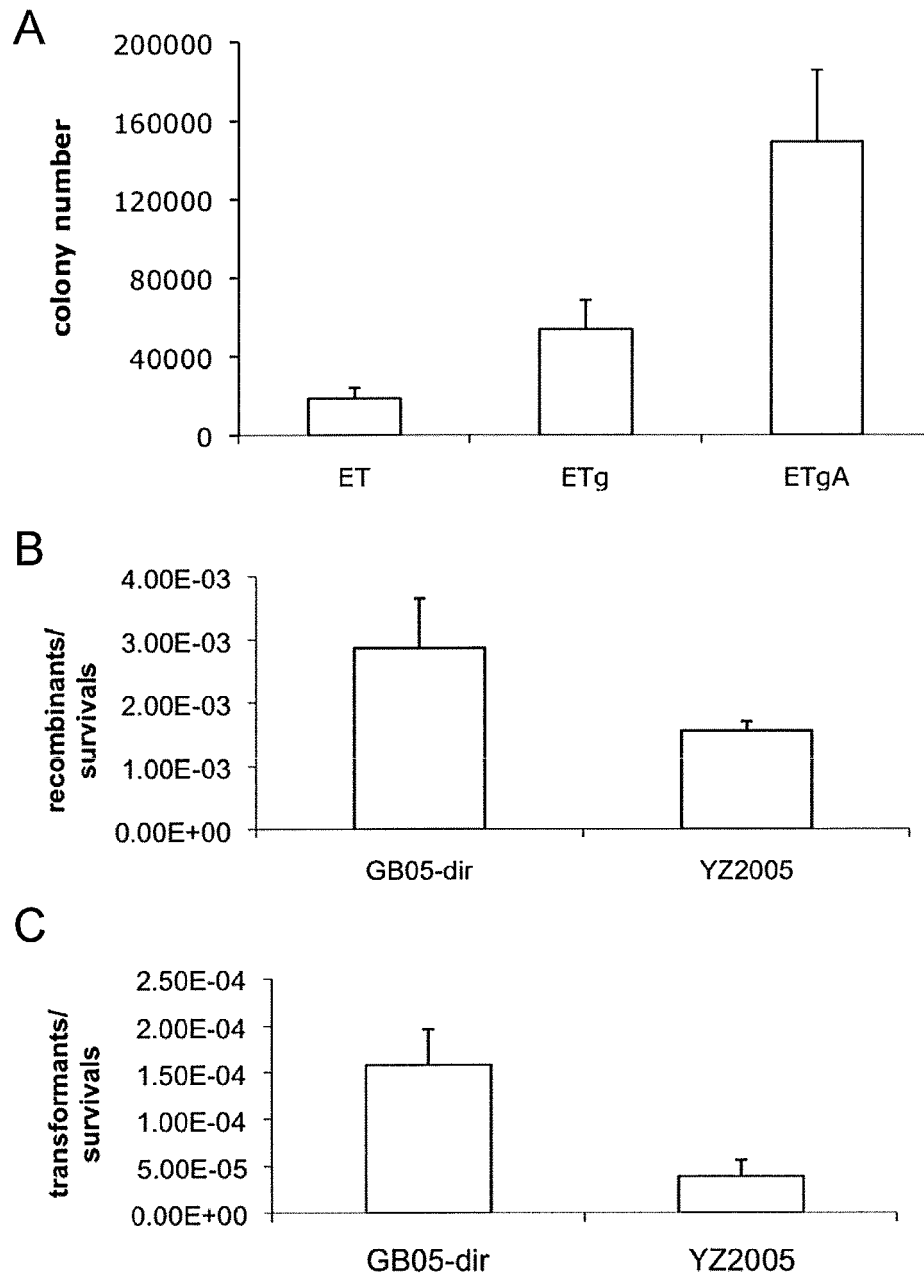 A
colony number
200000
160000
120000
80000
40000
0
ET ETg ETgA
B
recombinants/
survivals
4.00E-03
3.00E-03
2.00E-03
1.00E-03
0.00E+00
GB05-dir YZ2005
C
transformants/
survivals
2.50E-04
2.00E-04
1.50E-04
1.00E-04
5.00E-05
0.00E+00
GB05-dir YZ2005